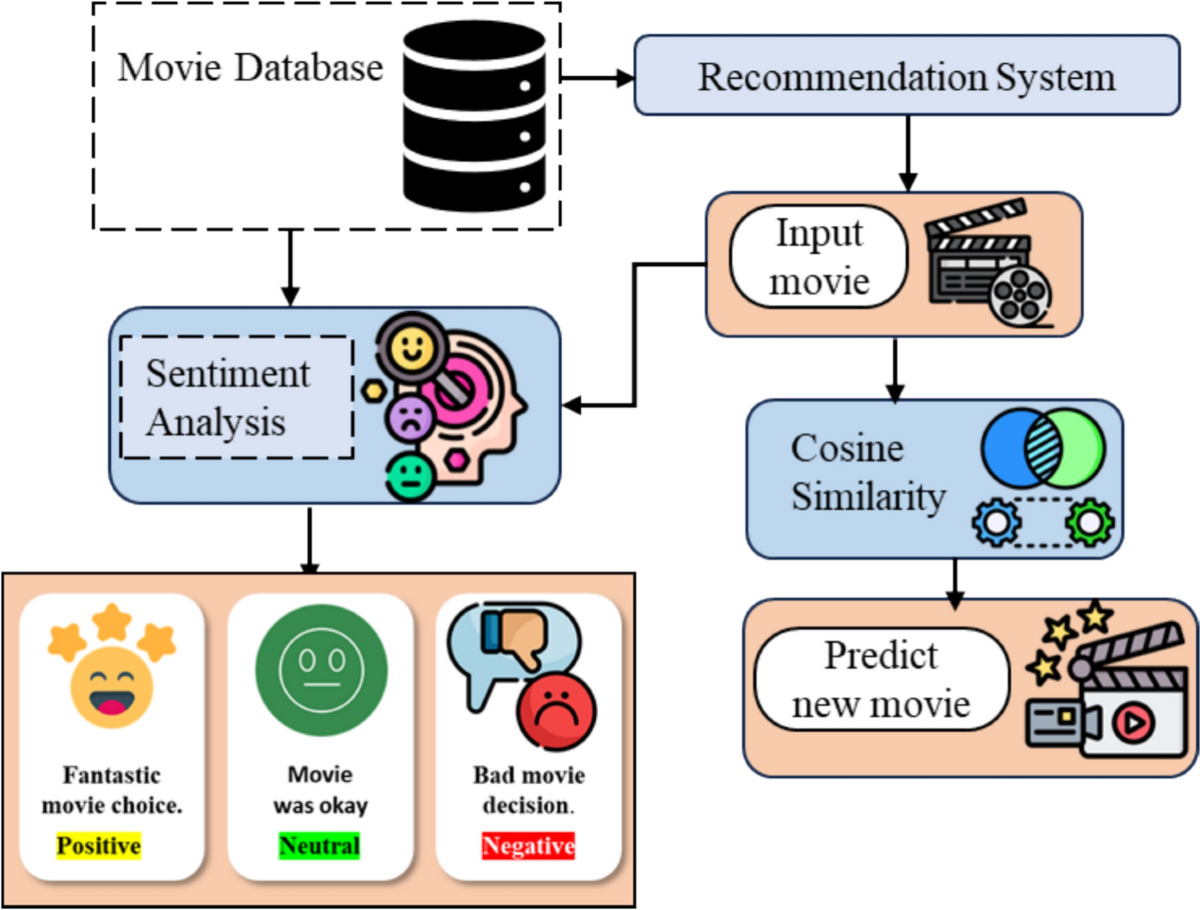 Movie Database
Recommendation System
Input
movie
Sentiment
Analysis
Cosine
Similarity
Predict
new movie
Fantastic
movie choice.
Positive
Movie
was okay
Neutral
Bad movie
decision.
Negative